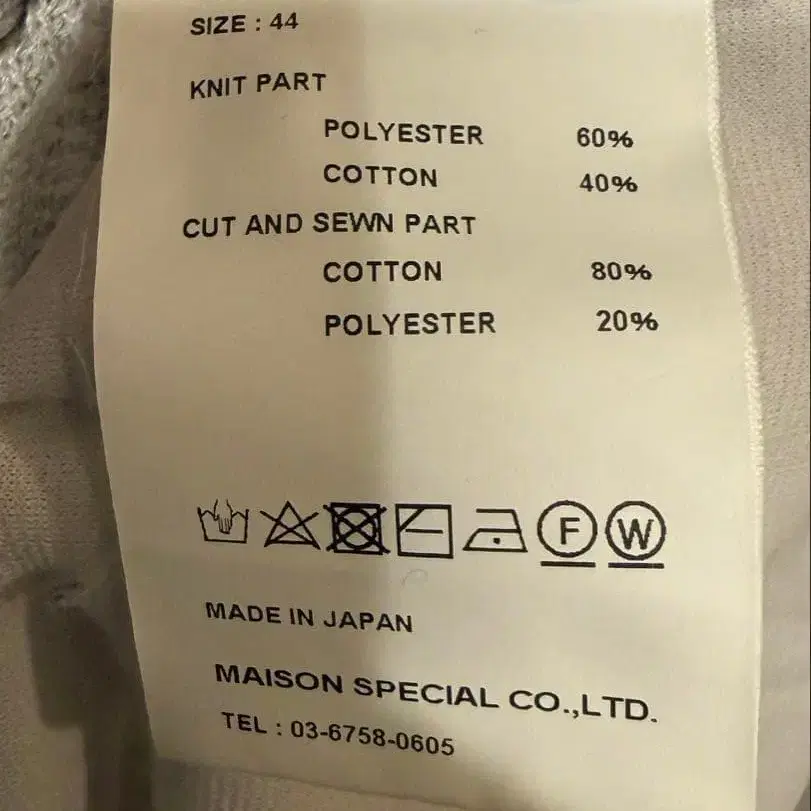 SIZE : 44
KNIT PART
POLYESTER 60%
COTTON 40%
CUT AND SEWN PART
COTTON 80%
POLYESTER 20%
F W
MADE IN JAPAN
MAISON SPECIAL CO.,LTD.
TEL : 03-6758-0605